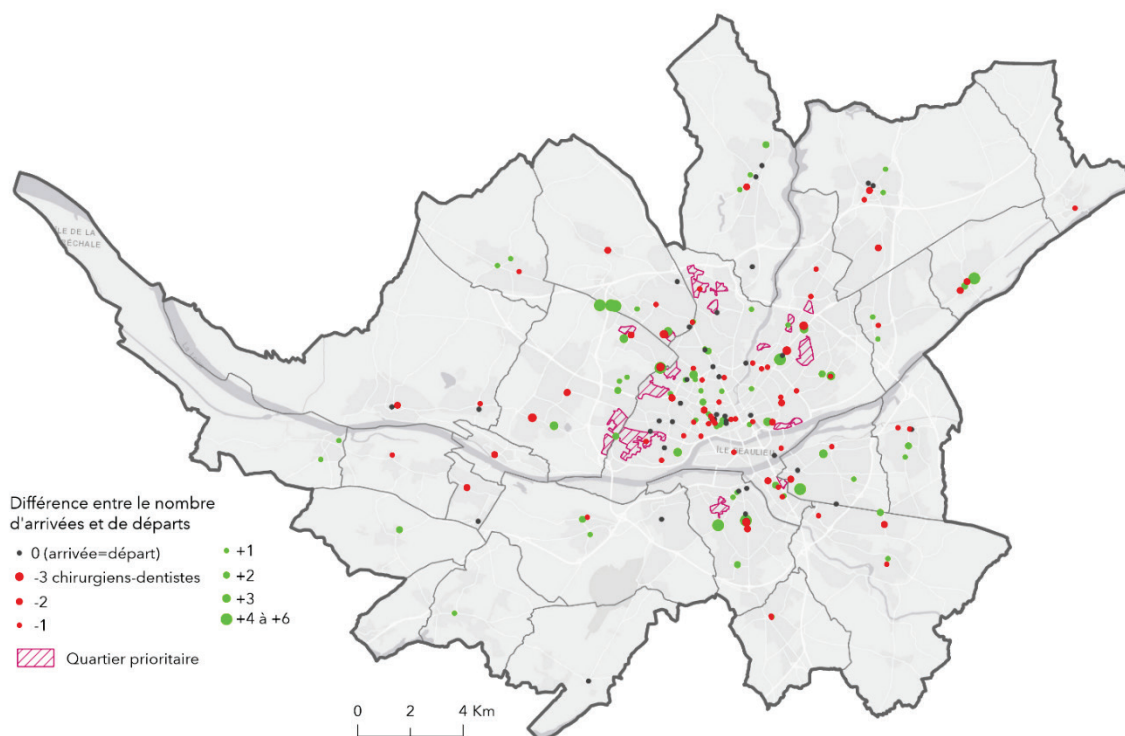 ÎLE DE LA
ÉCHALE
ÎLE BEAULIEU
Différence entre le nombre
d'arrivées et de départs
0 (arrivée=départ)
-3 chirurgiens-dentistes
-2
-1
+1
+2
+3
+4 à +6
Quartier prioritaire
0 2 4 Km